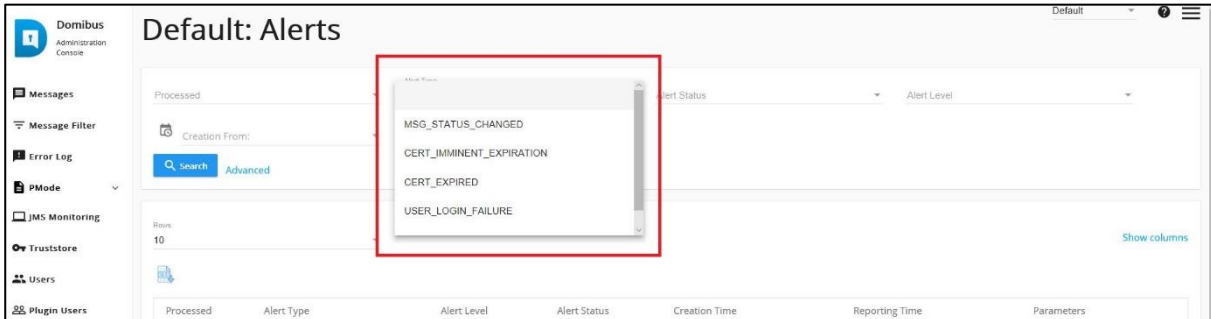 Domibus
Administration
Console
Default: Alerts
Default
Messages
Message Filter
Error Log
PMode
JMS Monitoring
Truststore
Users
Plugin Users
Processed
Alert Type
Alert Status
Alert Level
Creation From:
MSG_STATUS_CHANGED
CERT_IMMINENT_EXPIRATION
CERT_EXPIRED
USER_LOGIN_FAILURE
Search
Advanced
Rows
10
Show columns
Processed Alert Type Alert Level Alert Status Creation Time Reporting Time Parameters